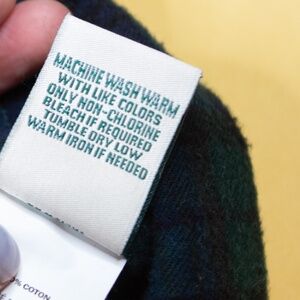 MACHINE WASH WARM
WITH LIKE COLORS
ONLY NON-CHLORINE
BLEACH IF REQUIRED
TUMBLE DRY LOW
WARM IRON IF NEEDED
% COTON